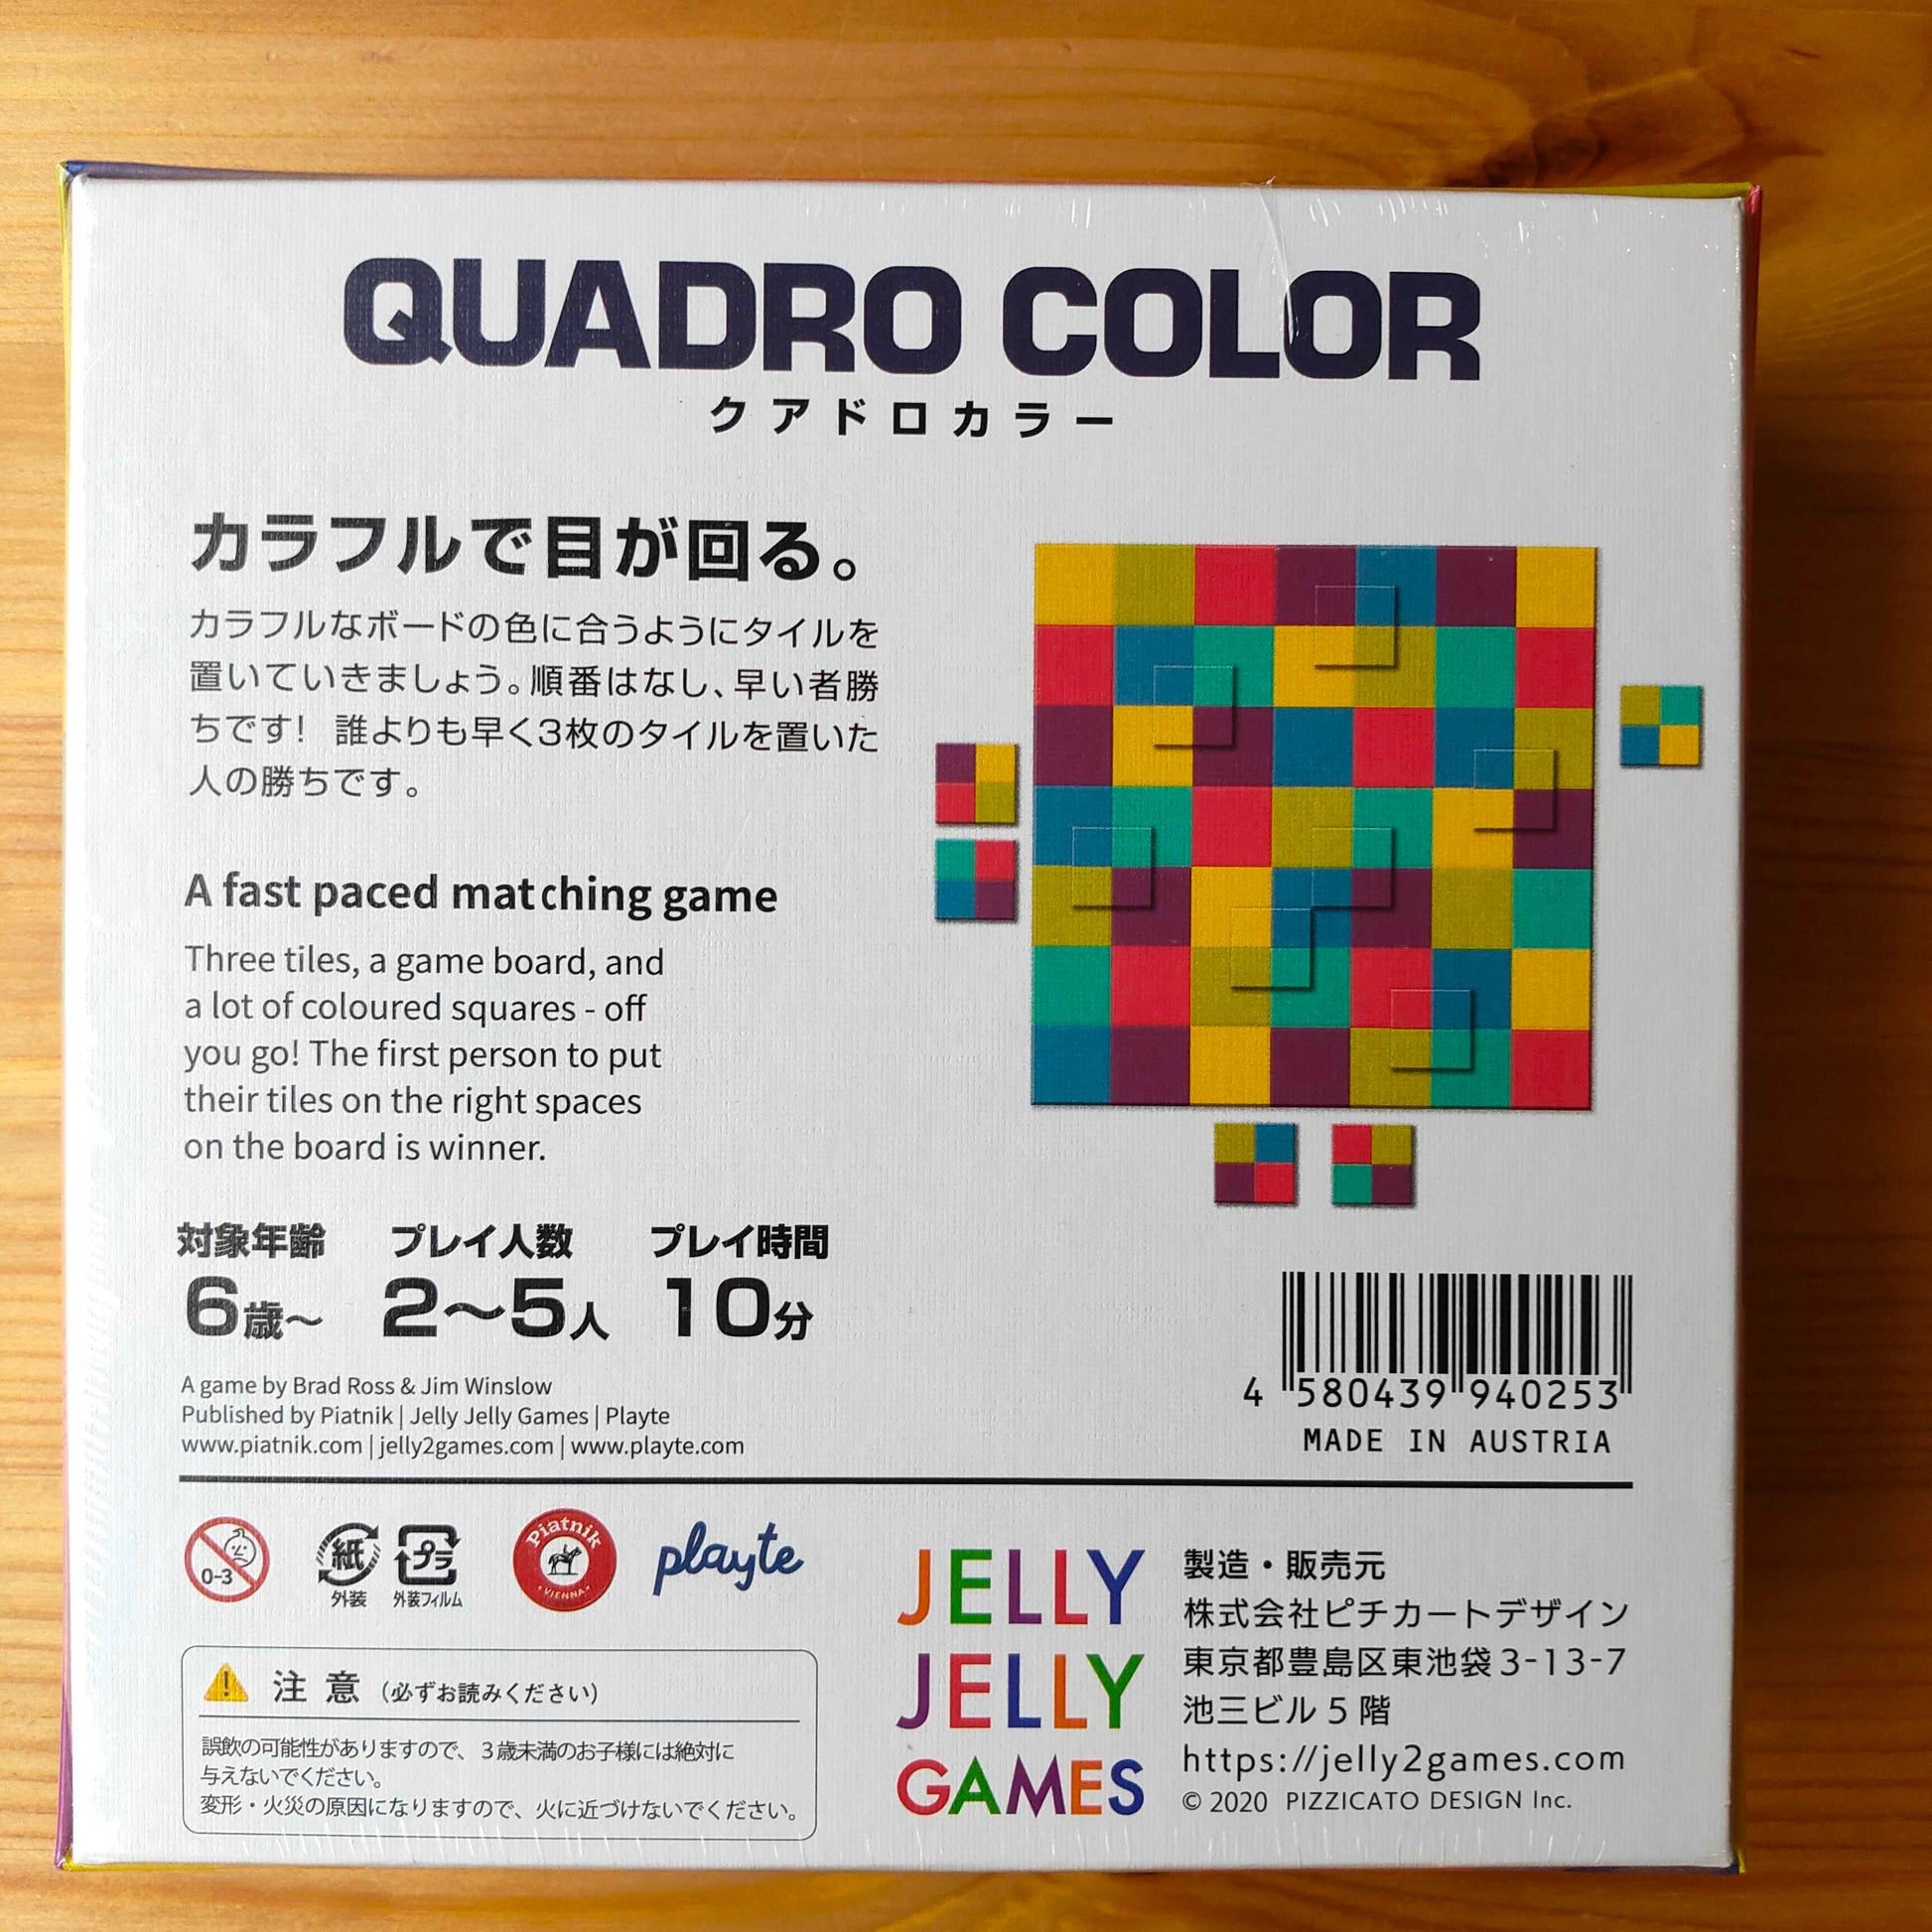 QUADRO COLOR
クアドロカラー
カラフルで目が回る。
カラフルなボードの色に合うようにタイルを
置いていきましょう。順番はなし、早い者勝
ちです! 誰よりも早く3枚のタイルを置いた
人の勝ちです。
A fast paced matching game
Three tiles, a game board, and
a lot of coloured squares - off
you go! The first person to put
their tiles on the right spaces
on the board is winner.
対象年齢 プレイ人数 プレイ時間
6歳〜 2〜5人 10分
A game by Brad Ross & Jim Winslow
Published by Piatnik | Jelly Jelly Games | Playte
www.piatnik.com | jelly2games.com | www.playte.com
4 580439 940253
MADE IN AUSTRIA
0-3
紙 プラ
外装 外装フィルム
Piatnik
VIENNA
playte
注意 (必ずお読みください)
誤飲の可能性がありますので、3歳未満のお子様には絶対に
与えないでください。
変形・火災の原因になりますので、火に近づけないでください。
JELLY
JELLY
GAMES
製造・販売元
株式会社ピチカートデザイン
東京都豊島区東池袋3-13-7
池三ビル 5 階
https://jelly2games.com
© 2020 PIZZICATO DESIGN Inc.